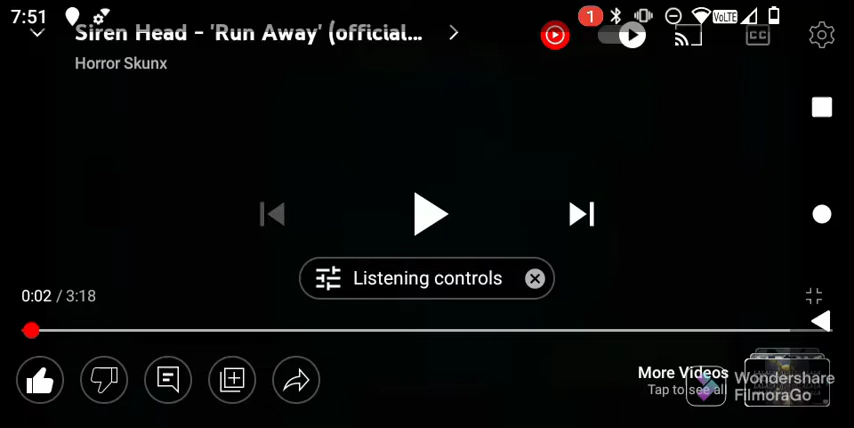 7:51
1
VoLTE
Siren Head - 'Run Away' (official...
CC
Horror Skunx
Listening controls
0:02 / 3:18
More Videos
Tap to see all
Wondershare
FilmoraGo